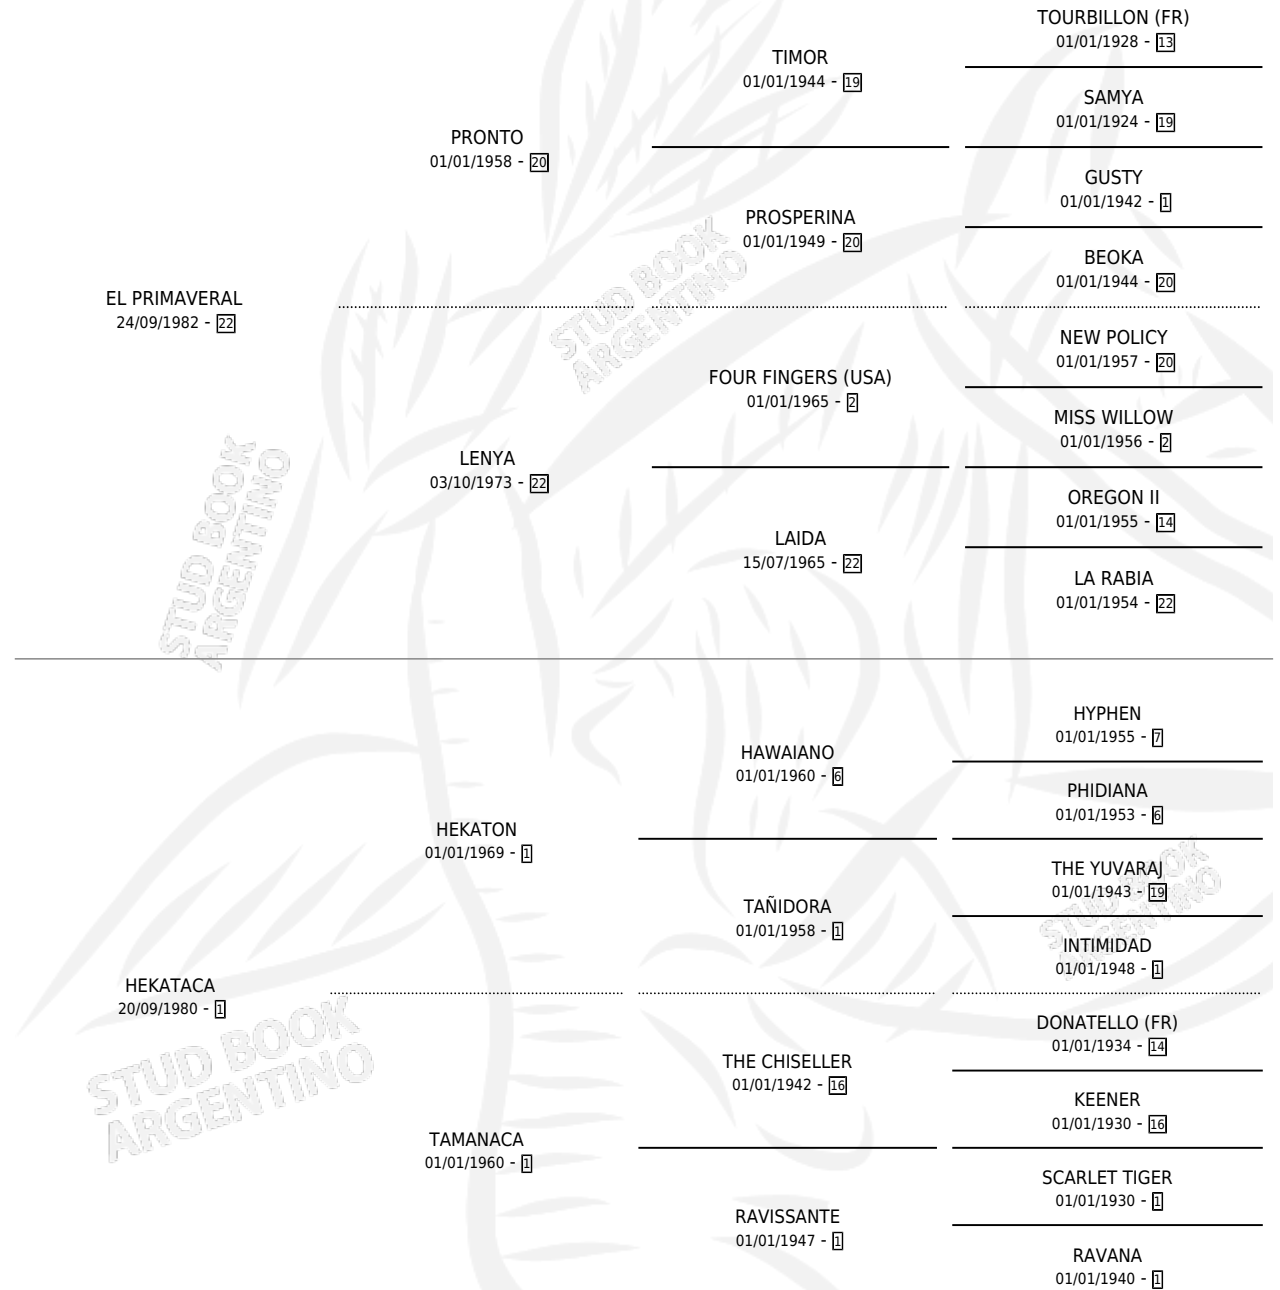 TOURBILLON (FR)
01/01/1928 - 13
TIMOR
01/01/1944 - 19
SAMYA
01/01/1924 - 19
PRONTO
01/01/1958 - 20
GUSTY
01/01/1942 - 1
PROSPERINA
01/01/1949 - 20
BEOKA
01/01/1944 - 20
EL PRIMAVERAL
24/09/1982 - 22
NEW POLICY
01/01/1957 - 20
FOUR FINGERS (USA)
01/01/1965 - 2
MISS WILLOW
01/01/1956 - 2
LENYA
03/10/1973 - 22
OREGON II
01/01/1955 - 14
LAIDA
15/07/1965 - 22
LA RABIA
01/01/1954 - 22
HYPHEN
01/01/1955 - 7
HAWAIANO
01/01/1960 - 6
PHIDIANA
01/01/1953 - 6
HEKATON
01/01/1969 - 1
THE YUVARAJ
01/01/1943 - 19
TAÑIDORA
01/01/1958 - 1
INTIMIDAD
01/01/1948 - 1
HEKATACA
20/09/1980 - 1
DONATELLO (FR)
01/01/1934 - 14
THE CHISELLER
01/01/1942 - 16
KEENER
01/01/1930 - 16
TAMANACA
01/01/1960 - 1
SCARLET TIGER
01/01/1930 - 1
RAVISSANTE
01/01/1947 - 1
RAVANA
01/01/1940 - 1
STUD BOOK
ARGENTINO
STUD BOOK
ARGENTINO
STUD BOOK
ARGENTINO
STUD BOOK
ARGENTINO